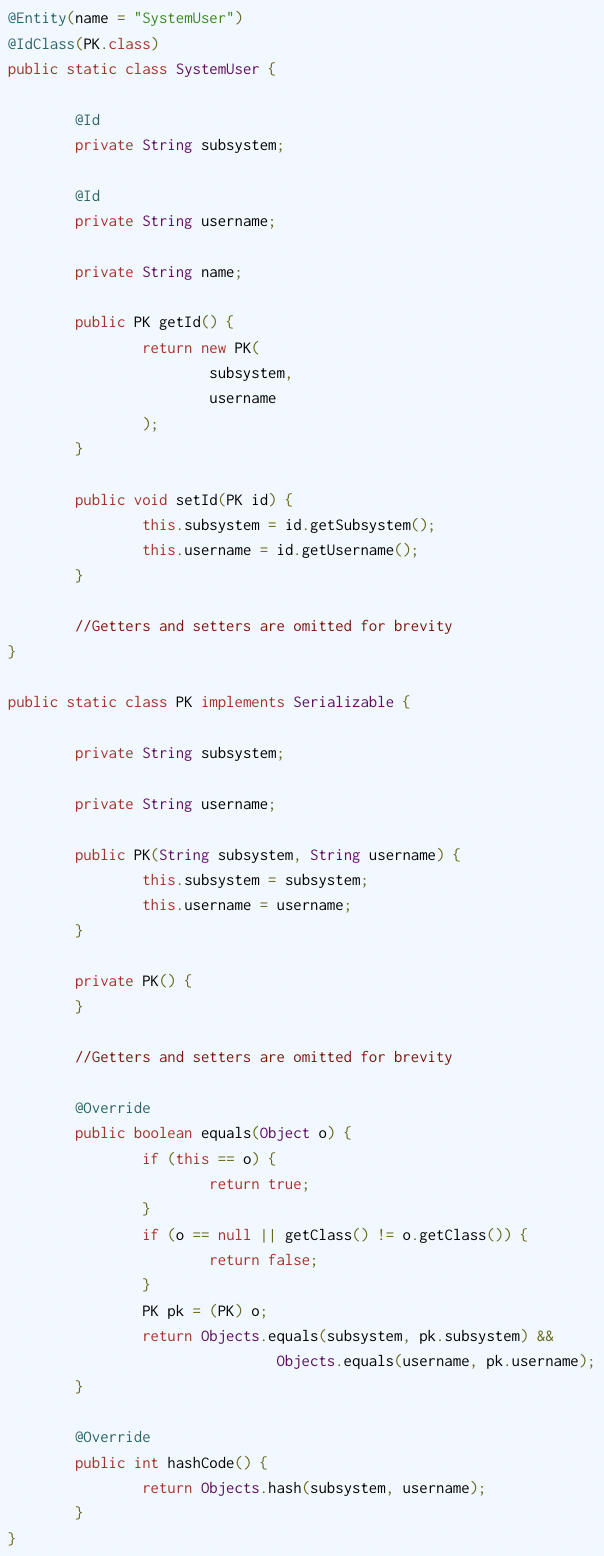 @Entity(name = "SystemUser")
@IdClass(PK.class)
public static class SystemUser {

        @Id
        private String subsystem;

        @Id
        private String username;

        private String name;

        public PK getId() {
                return new PK(
                        subsystem,
                        username
                );
        }

        public void setId(PK id) {
                this.subsystem = id.getSubsystem();
                this.username = id.getUsername();
        }

        //Getters and setters are omitted for brevity
}

public static class PK implements Serializable {

        private String subsystem;

        private String username;

        public PK(String subsystem, String username) {
                this.subsystem = subsystem;
                this.username = username;
        }

        private PK() {
        }

        //Getters and setters are omitted for brevity

        @Override
        public boolean equals(Object o) {
                if (this == o) {
                        return true;
                }
                if (o == null || getClass() != o.getClass()) {
                        return false;
                }
                PK pk = (PK) o;
                return Objects.equals(subsystem, pk.subsystem) &&
                                Objects.equals(username, pk.username);
        }

        @Override
        public int hashCode() {
                return Objects.hash(subsystem, username);
        }
}